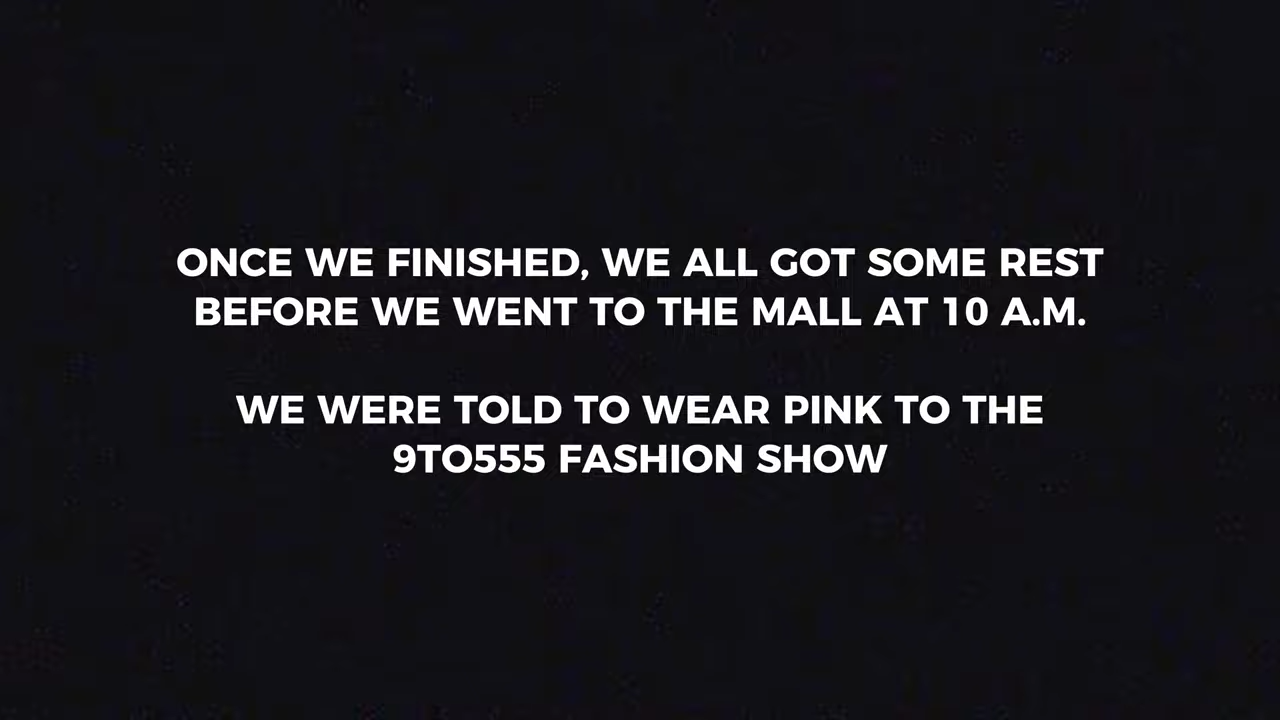 ONCE WE FINISHED, WE ALL GOT SOME REST
BEFORE WE WENT TO THE MALL AT 10 A.M.
WE WERE TOLD TO WEAR PINK TO THE
9TO555 FASHION SHOW